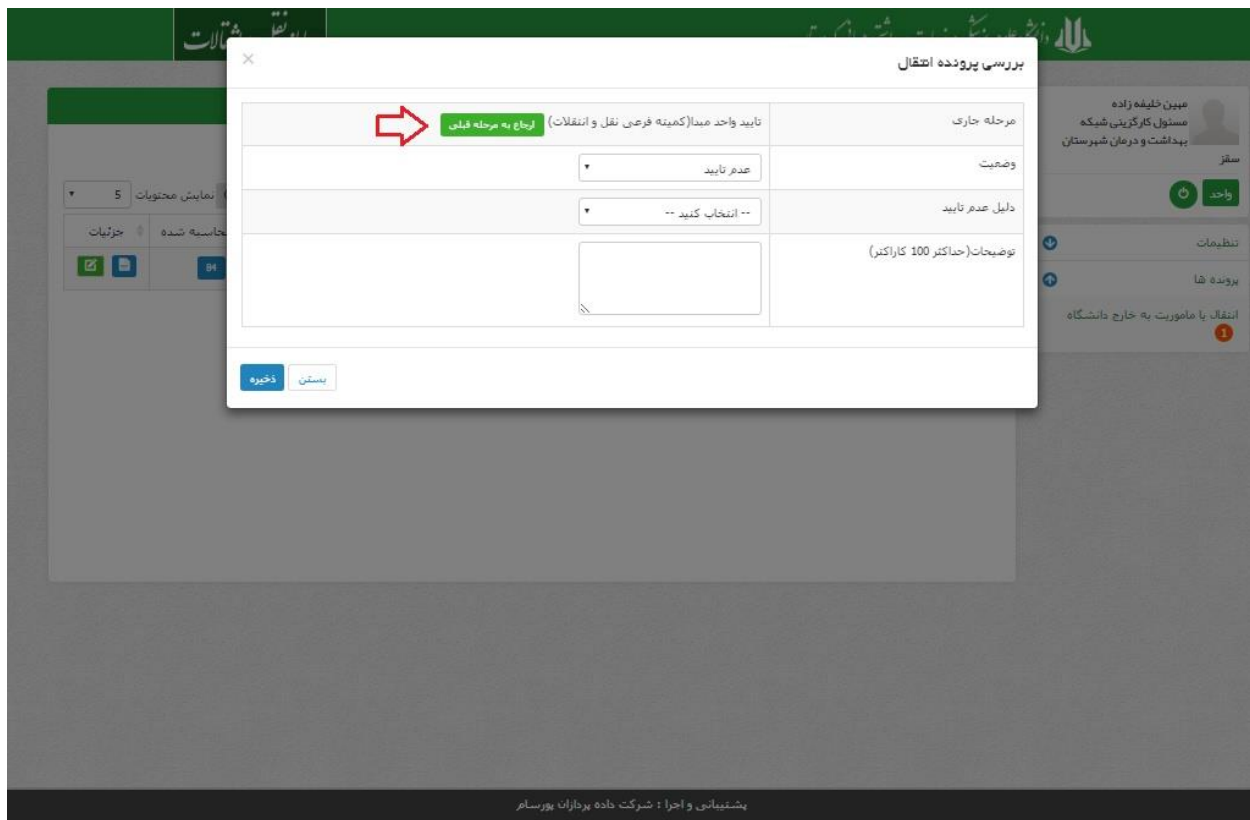 بررسی پرونده انتقال
×
مرحله جاری
تایید واحد مبدا(کمیته فرعی نقل و انتقلات) ارجاع به مرحله قبلی
وضعیت
عدم تایید
دلیل عدم تایید
-- انتخاب کنید --
توضیحات(حداکثر 100 کاراکتر)
بستن
ذخیره
مبین خلیفه زاده
مسئول کارگزینی شبکه
بهداشت و درمان شهرستان
سقز
واحد
تنظیمات
پرونده ها
انتقال یا ماموریت به خارج دانشگاه
1
نمایش محتویات 5
محاسبه شده
جزئیات
94
پشتیبانی و اجرا : شرکت داده پردازان پورسام